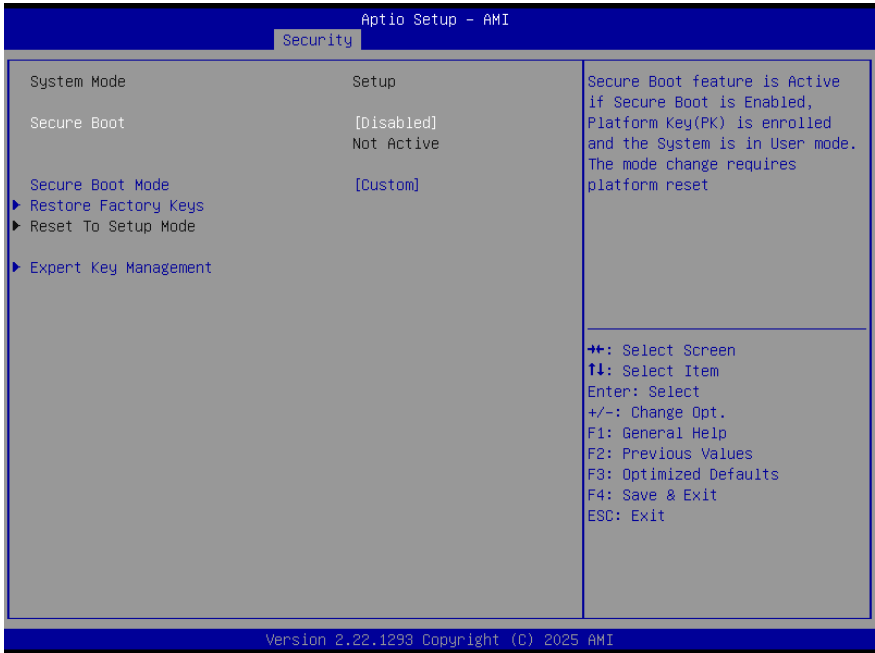 Aptio Setup - AMI
Security
System Mode Setup
Secure Boot [Disabled]
Not Active
Secure Boot Mode [Custom]
▶ Restore Factory Keys
▶ Reset To Setup Mode
▶ Expert Key Management
Secure Boot feature is Active
if Secure Boot is Enabled,
Platform Key(PK) is enrolled
and the System is in User mode.
The mode change requires
platform reset
→←: Select Screen
↑↓: Select Item
Enter: Select
+/-: Change Opt.
F1: General Help
F2: Previous Values
F3: Optimized Defaults
F4: Save & Exit
ESC: Exit
Version 2.22.1293 Copyright (C) 2025 AMI